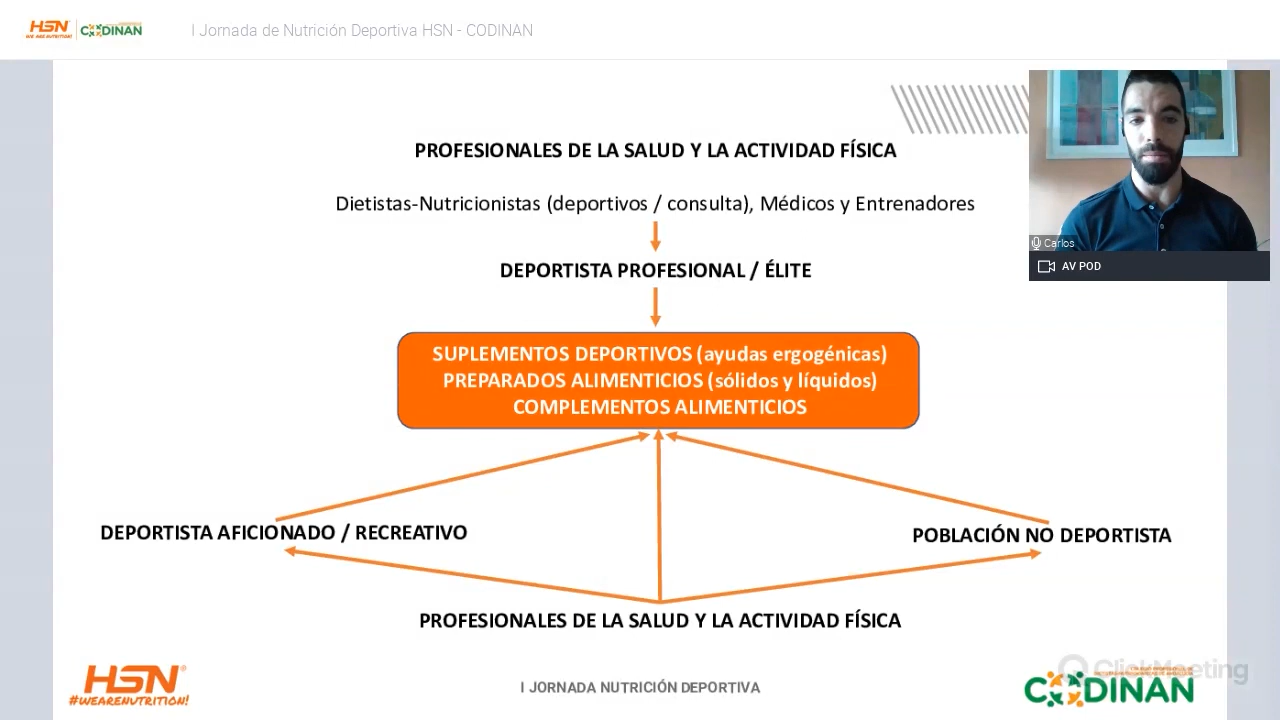 HSN
WE ARE NUTRITION!
CODINAN
I Jornada de Nutrición Deportiva HSN - CODINAN
PROFESIONALES DE LA SALUD Y LA ACTIVIDAD FÍSICA
Dietistas-Nutricionistas (deportivos / consulta), Médicos y Entrenadores
Carlos
AV POD
DEPORTISTA PROFESIONAL / ÉLITE
SUPLEMENTOS DEPORTIVOS (ayudas ergogénicas)
PREPARADOS ALIMENTICIOS (sólidos y líquidos)
COMPLEMENTOS ALIMENTICIOS
DEPORTISTA AFICIONADO / RECREATIVO
POBLACIÓN NO DEPORTISTA
PROFESIONALES DE LA SALUD Y LA ACTIVIDAD FÍSICA
HSN®
#WEARENUTRITION!
I JORNADA NUTRICIÓN DEPORTIVA
ClickMeeting
CODINAN